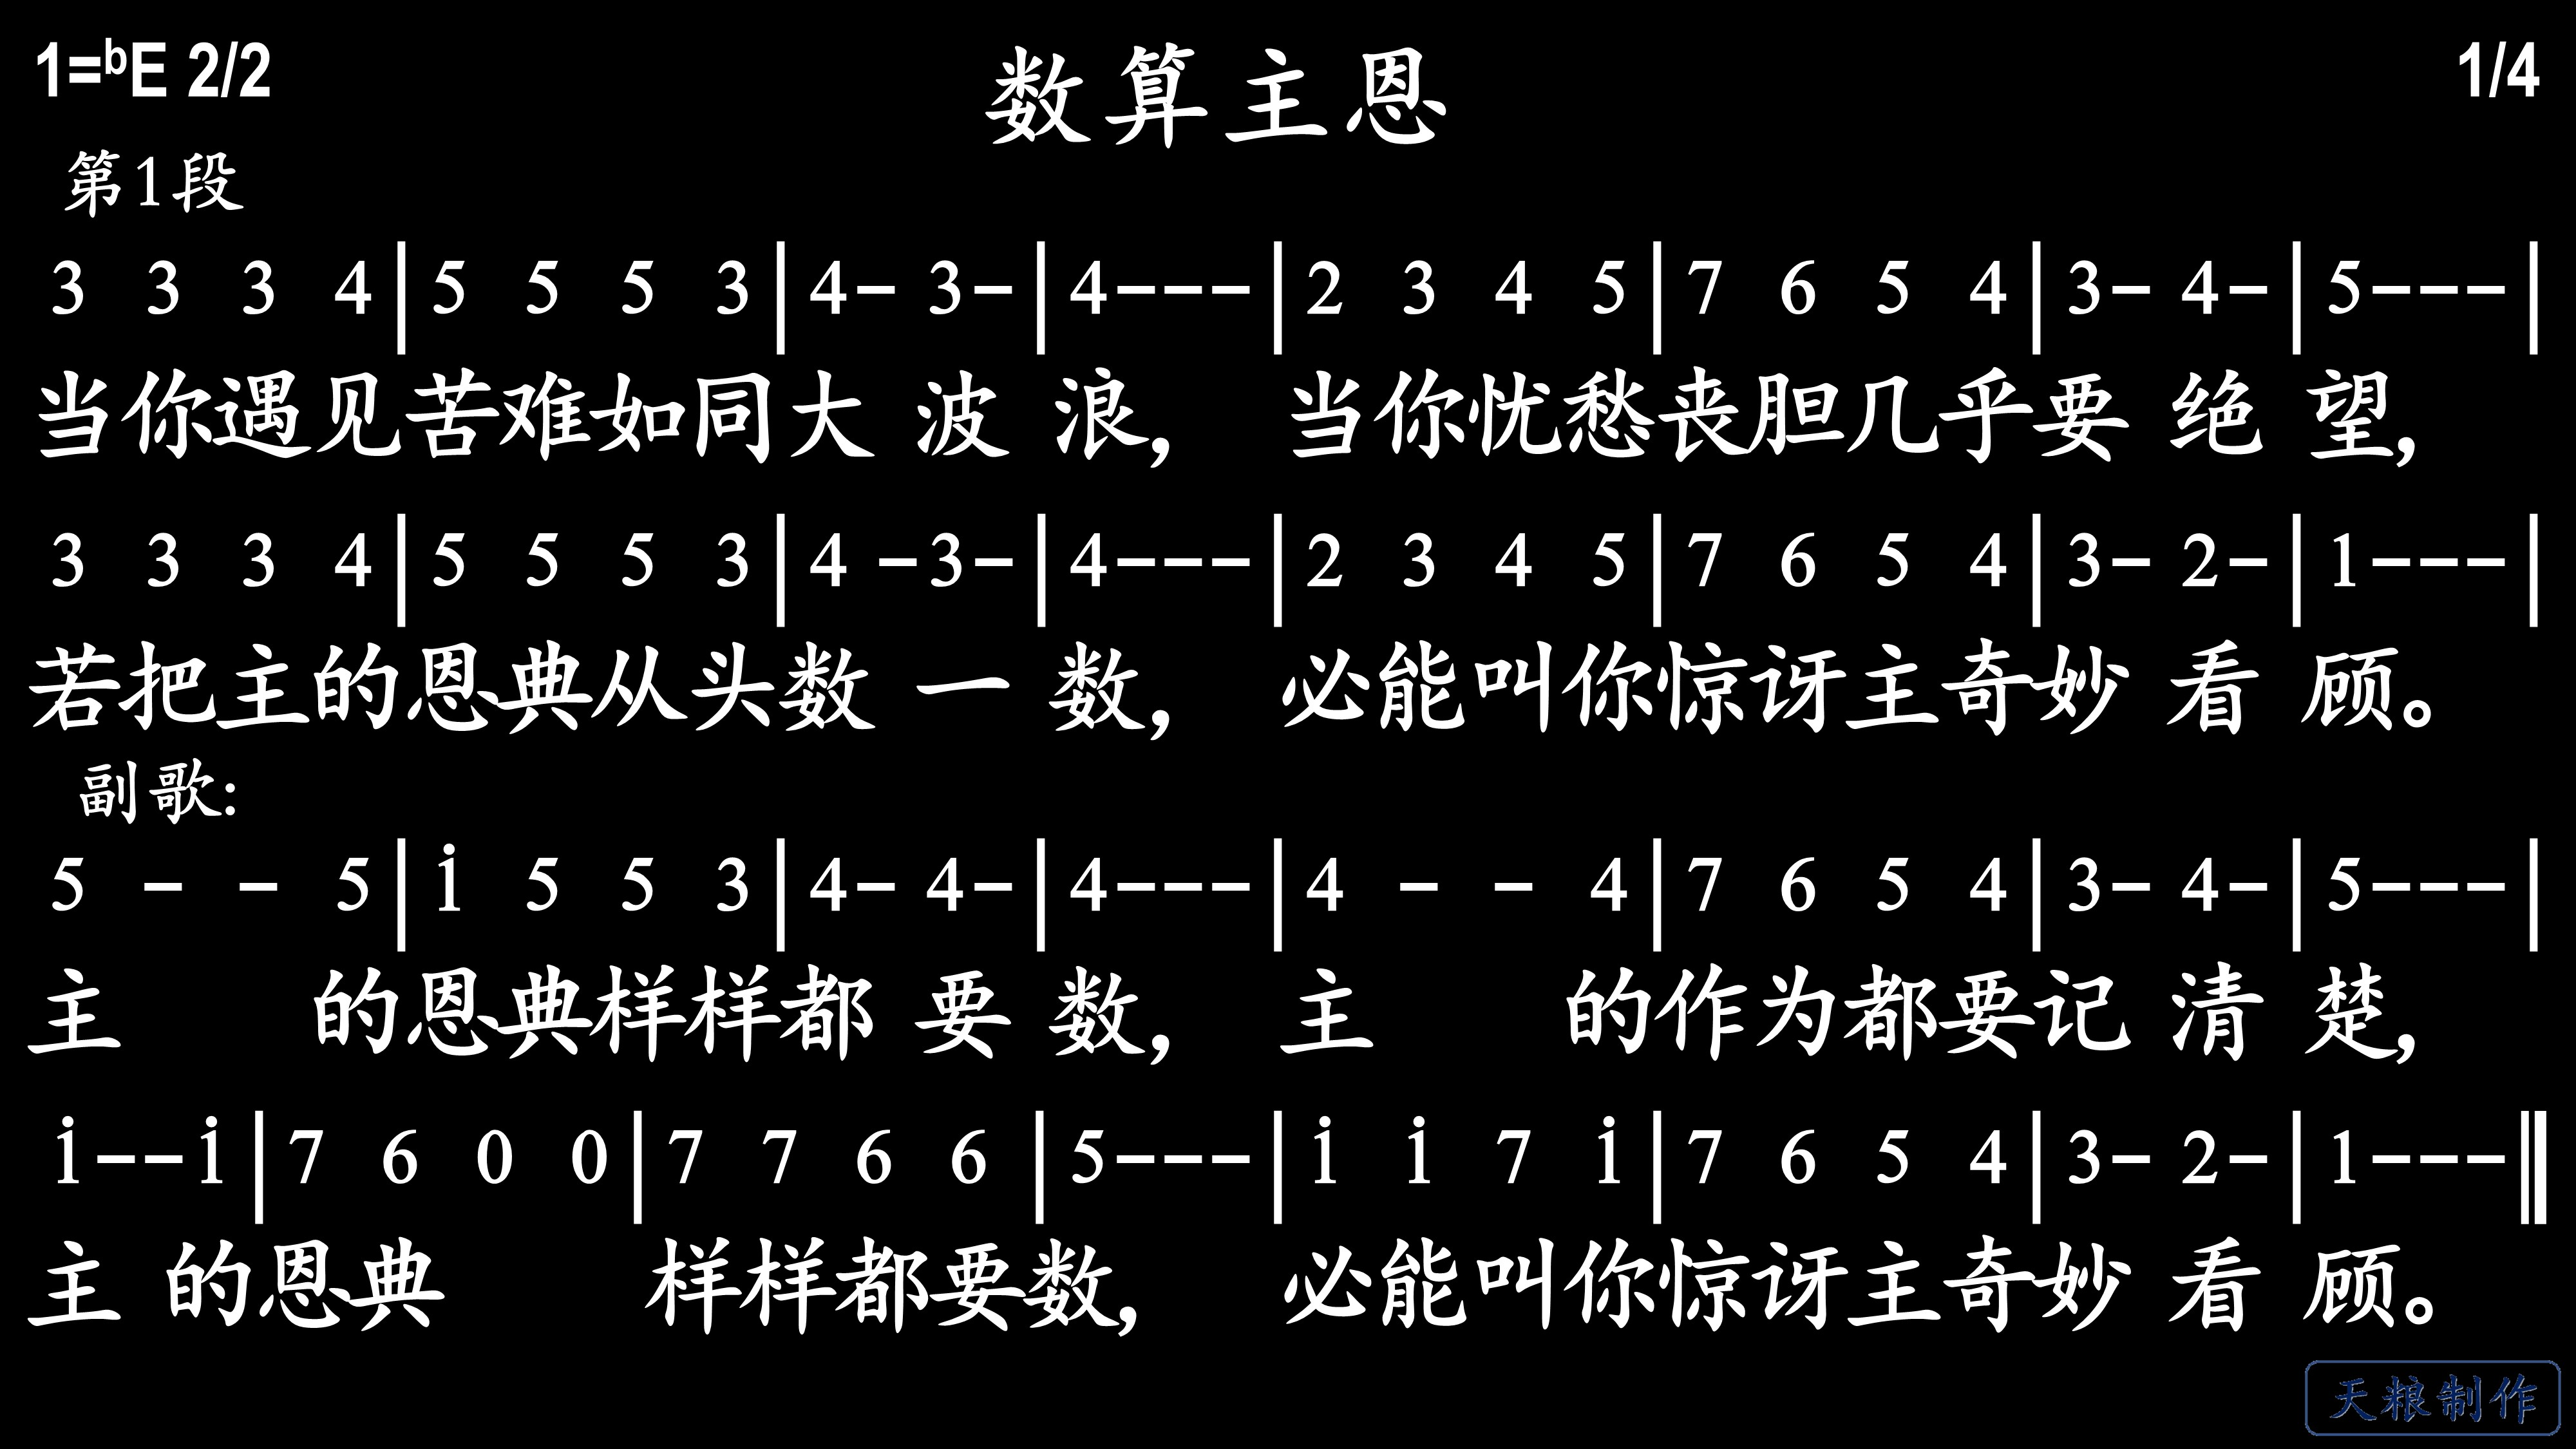 1=ᵇE 2/2 数算主恩 1/4
第1段
3 3 3 4 | 5 5 5 3 | 4- 3- | 4--- | 2 3 4 5 | 7 6 5 4 | 3- 4- | 5--- |
当你遇见苦难如同大 波 浪, 当你忧愁丧胆几乎要 绝 望,
3 3 3 4 | 5 5 5 3 | 4 -3- | 4--- | 2 3 4 5 | 7 6 5 4 | 3- 2- | 1--- |
若把主的恩典从头数 一 数, 必能叫你惊讶主奇妙 看 顾。
副歌:
5 - - 5 | i 5 5 3 | 4- 4- | 4--- | 4 - - 4 | 7 6 5 4 | 3- 4- | 5--- |
主 的恩典样样都 要 数, 主 的作为都要记 清 楚,
i--i | 7 6 0 0 | 7 7 6 6 | 5--- | i i 7 i | 7 6 5 4 | 3- 2- | 1--- ‖
主 的恩典 样样都要数, 必能叫你惊讶主奇妙 看 顾。
天粮制作